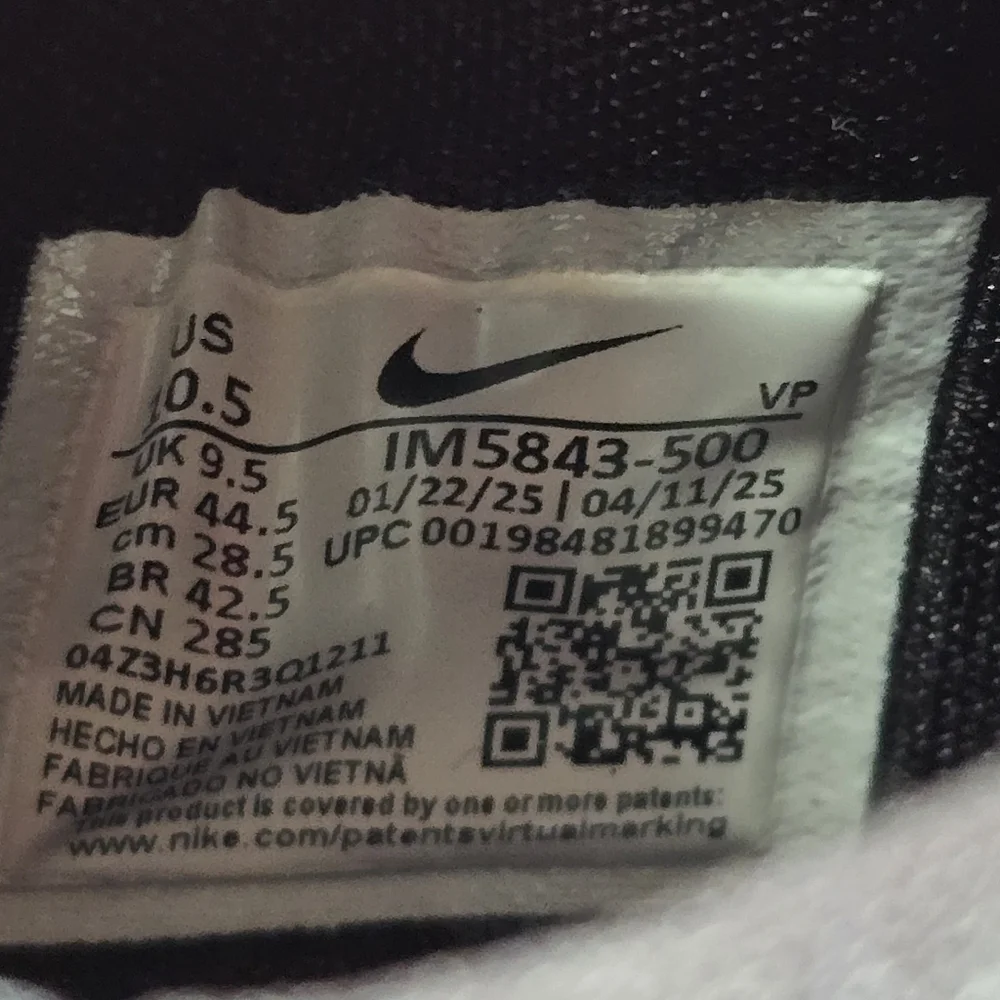 US
10.5
VP
UK 9.5
EUR 44.5
cm 28.5
BR 42.5
CN 285
IM5843-500
01/22/25 | 04/11/25
UPC 00198481899470
04Z3H6R3Q1211
MADE IN VIETNAM
HECHO EN VIETNAM
FABRIQUE AU VIETNAM
FABRICADO NO VIETNÃ
This product is covered by one or more patents:
www.nike.com/patentsvirtualmarking